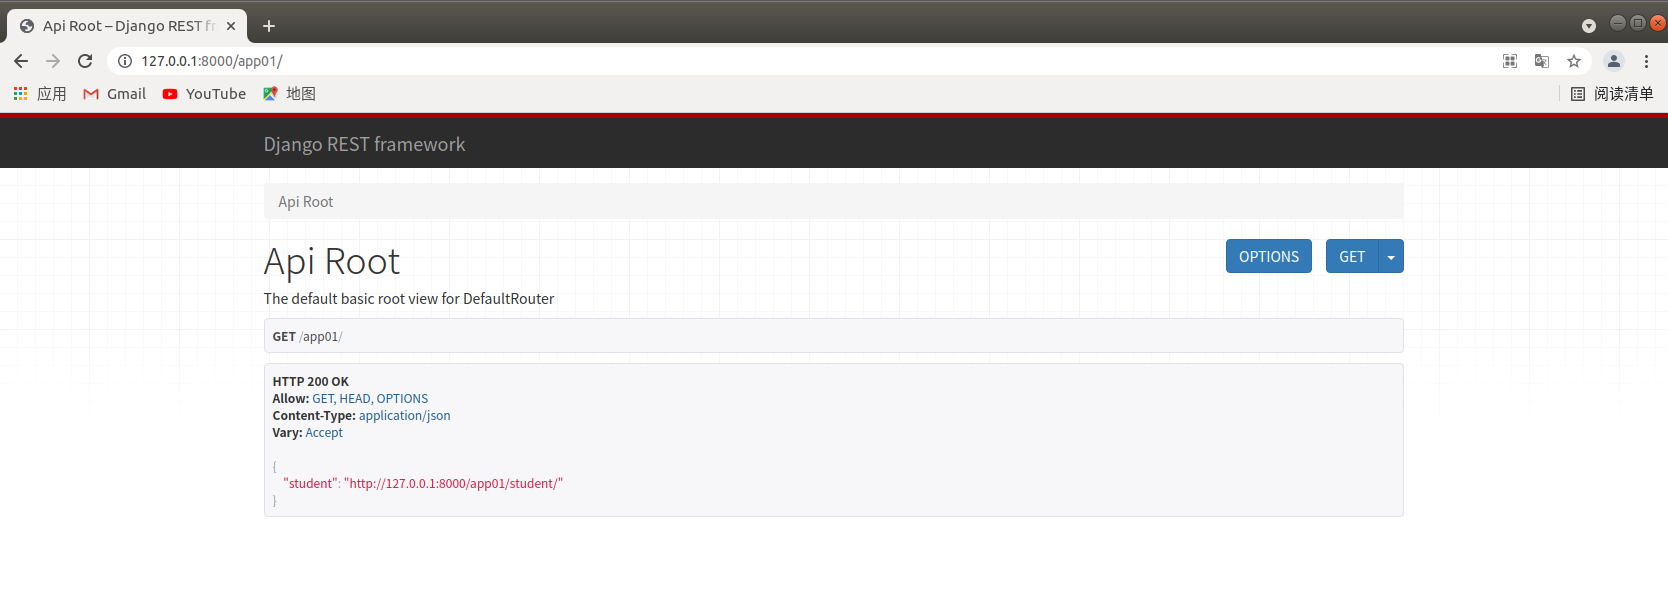 Api Root – Django REST fr
127.0.0.1:8000/app01/
应用 Gmail YouTube 地图 阅读清单
Django REST framework
Api Root
Api Root OPTIONS GET
The default basic root view for DefaultRouter
GET /app01/
HTTP 200 OK
Allow: GET, HEAD, OPTIONS
Content-Type: application/json
Vary: Accept
{
"student": "http://127.0.0.1:8000/app01/student/"
}